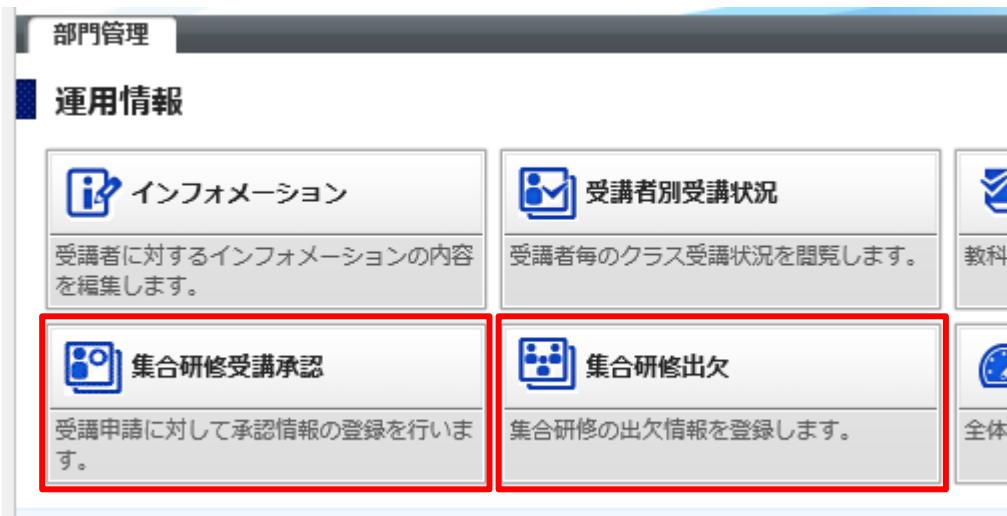 部門管理
運用情報
インフォメーション
受講者別受講状況
受講者に対するインフォメーションの内容
を編集します。
受講者毎のクラス受講状況を閲覧します。
教科
集合研修受講承認
集合研修出欠
受講申請に対して承認情報の登録を行いま
す。
集合研修の出欠情報を登録します。
全体